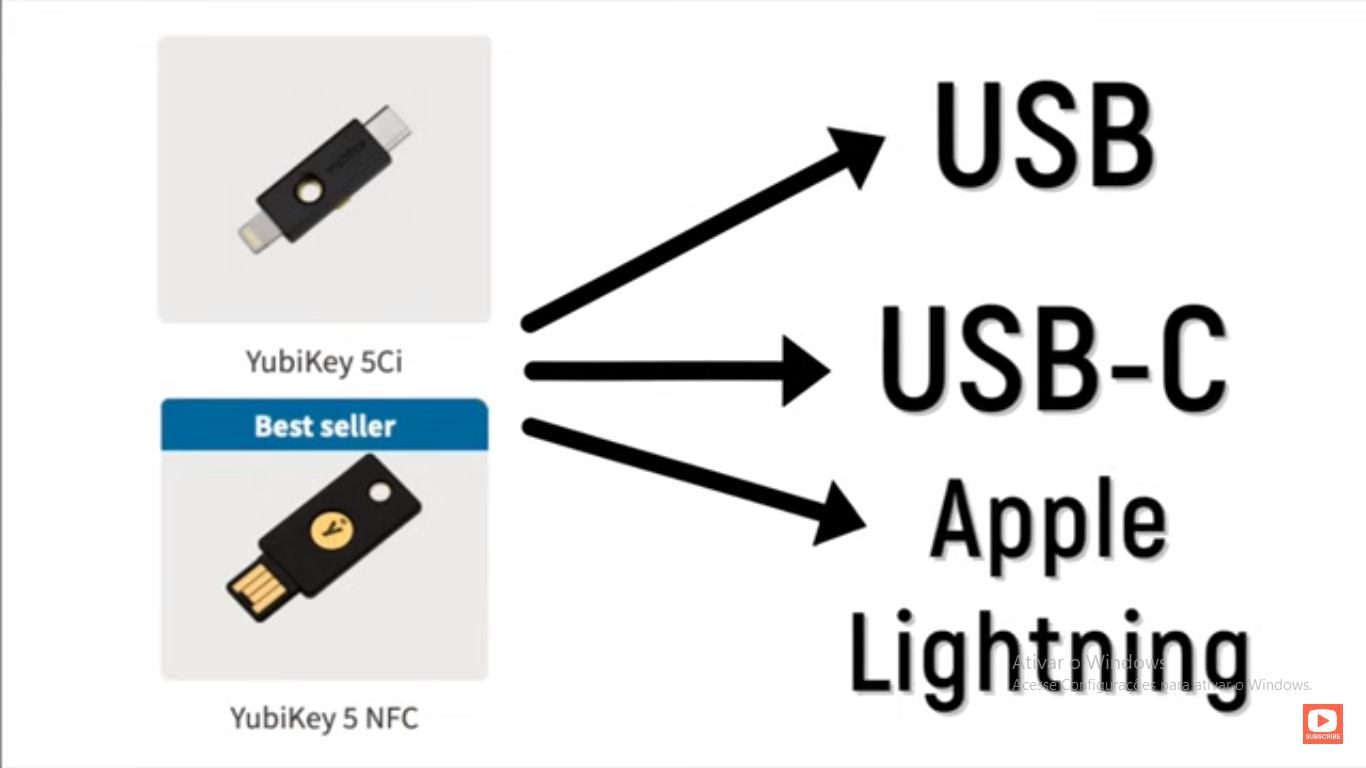 USB
YubiKey 5Ci
USB-C
Best seller
Apple
Lightning
Ativar o Windows
Acesse Configurações para ativar o Windows.
YubiKey 5 NFC
SUBSCRIBE